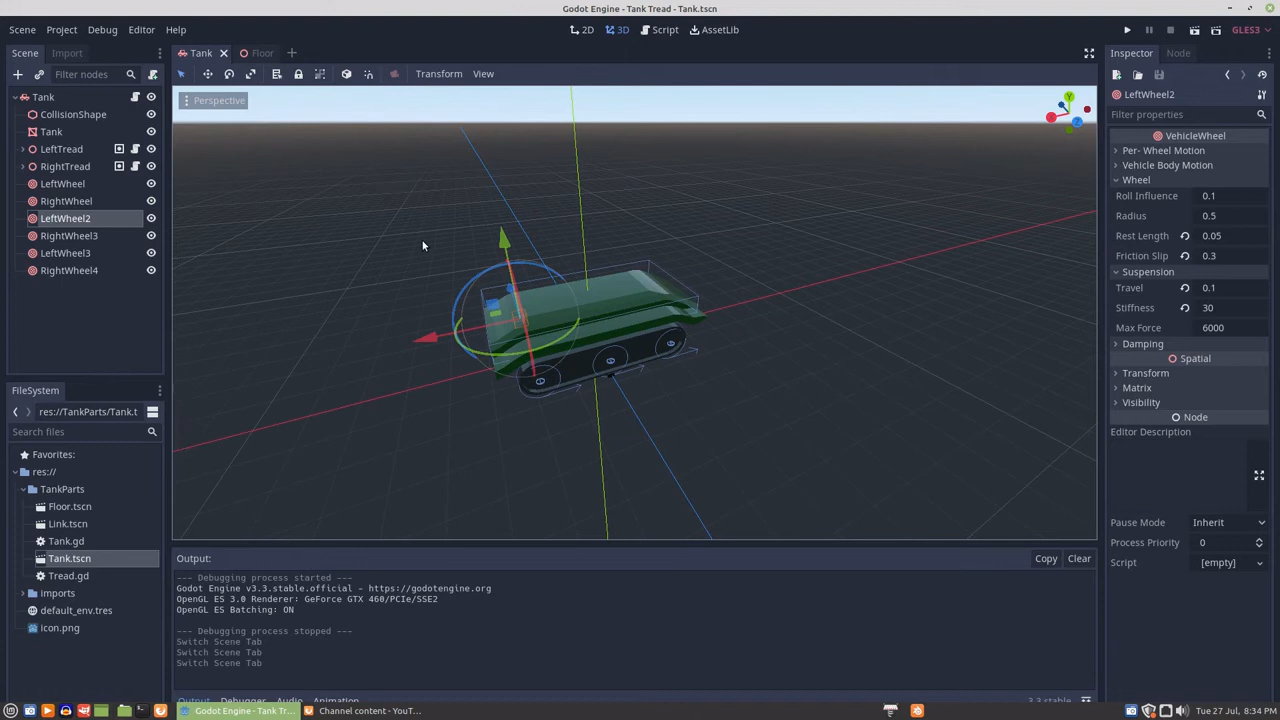 Godot Engine - Tank Tread - Tank.tscn
Scene Project Debug Editor Help
2D 3D Script AssetLib
GLES3
Scene Import
Filter nodes
Tank
CollisionShape
Tank
LeftTread
RightTread
LeftWheel
RightWheel
LeftWheel2
RightWheel3
LeftWheel3
RightWheel4
FileSystem
res://TankParts/Tank.t
Search files
Favorites:
res://
TankParts
Floor.tscn
Link.tscn
Tank.gd
Tank.tscn
Tread.gd
imports
default_env.tres
icon.png
Tank Floor
Transform View
Perspective
Y
Z
Output:
Copy Clear
--- Debugging process started ---
Godot Engine v3.3.stable.official - https://godotengine.org
OpenGL ES 3.0 Renderer: GeForce GTX 460/PCIe/SSE2
OpenGL ES Batching: ON
--- Debugging process stopped ---
Switch Scene Tab
Switch Scene Tab
Switch Scene Tab
Output Debugger Audio Animation 3.3.stable
Inspector Node
LeftWheel2
Filter properties
VehicleWheel
Per- Wheel Motion
Vehicle Body Motion
Wheel
Roll Influence 0.1
Radius 0.5
Rest Length 0.05
Friction Slip 0.3
Suspension
Travel 0.1
Stiffness 30
Max Force 6000
Damping
Spatial
Transform
Matrix
Visibility
Node
Editor Description
Pause Mode Inherit
Process Priority 0
Script [empty]
Godot Engine - Tank Tr... Channel content - YouT...
Tue 27 Jul, 8:34 PM